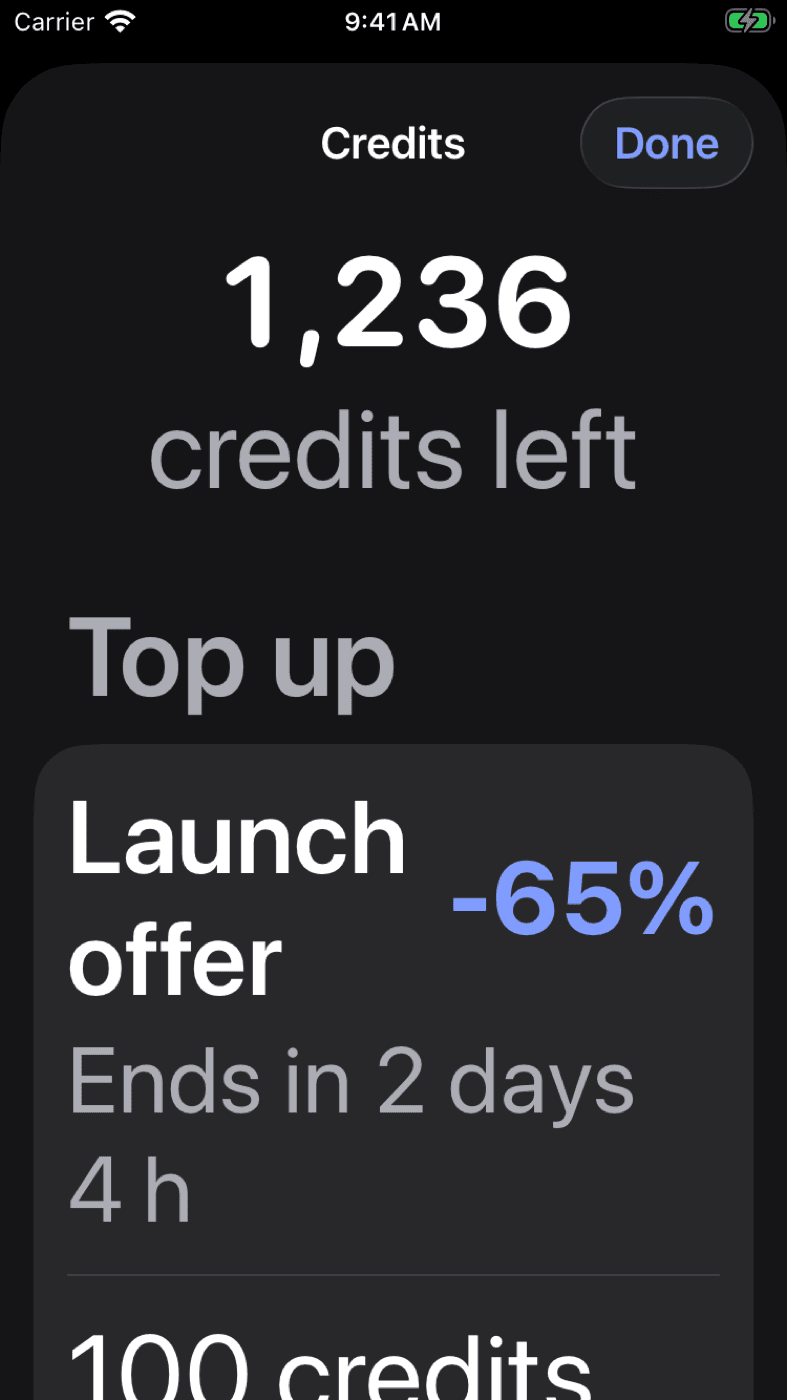 Carrier 9:41 AM
Credits Done
1,236
credits left
Top up
Launch
offer
-65%
Ends in 2 days
4 h
100 credits